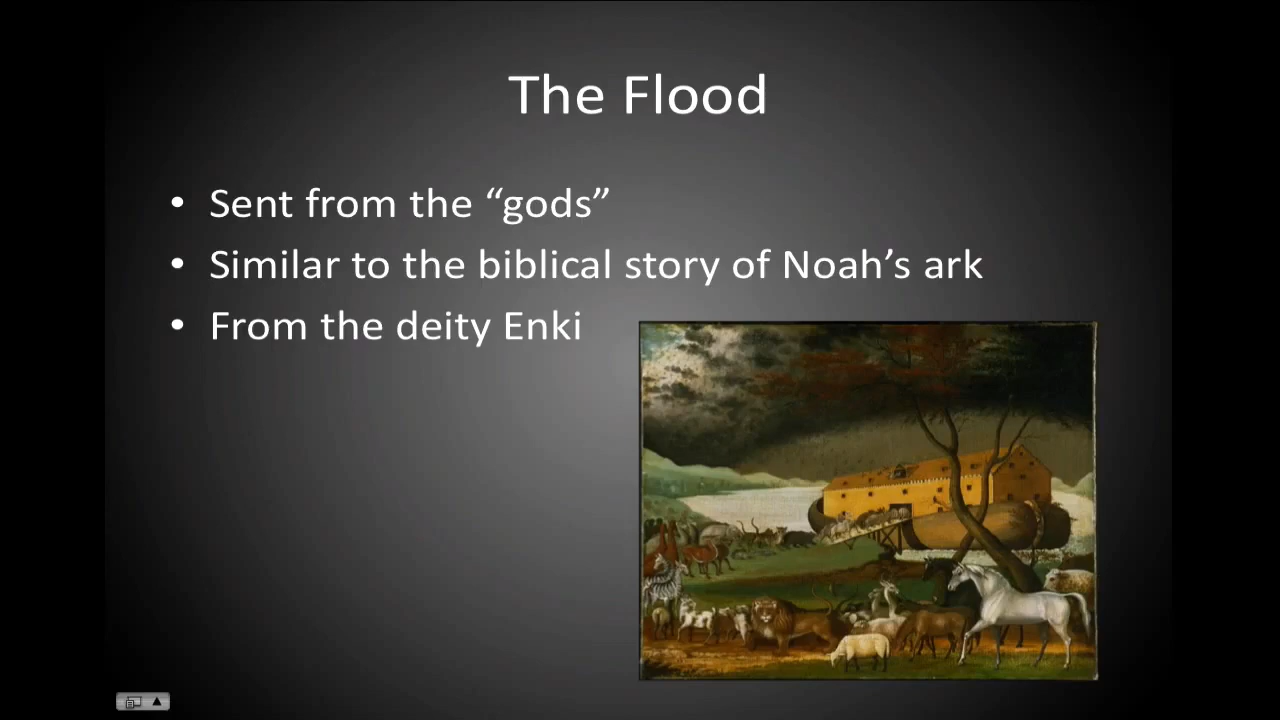 The Flood
• Sent from the “gods”
• Similar to the biblical story of Noah’s ark
• From the deity Enki